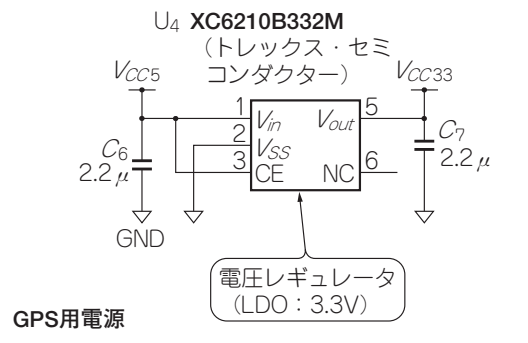 U4 XC6210B332M
(トレックス・セミ
コンダクター)
VCC5
VCC33
1
Vin
Vout
5
2
VSS
3
CE
NC
6
C6
2.2μ
C7
2.2μ
GND
電圧レギュレータ
(LDO:3.3V)
GPS用電源